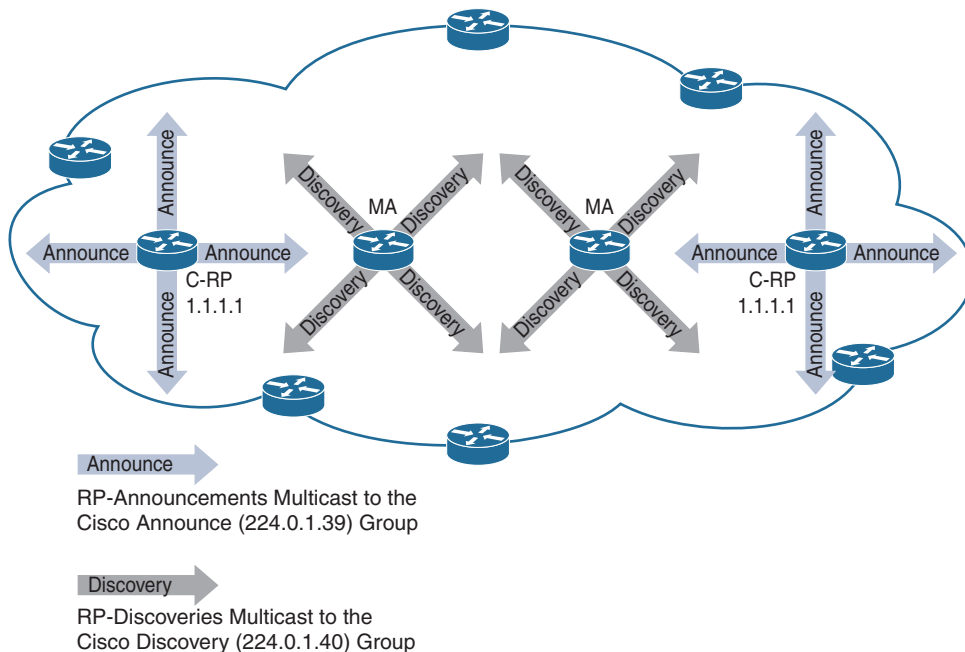 Announce
Announce
Announce
Announce
C-RP
1.1.1.1
MA
Discovery
Discovery
Discovery
Discovery
MA
Discovery
Discovery
Discovery
Discovery
Announce
Announce
Announce
Announce
C-RP
1.1.1.1
Announce
RP-Announcements Multicast to the
Cisco Announce (224.0.1.39) Group
Discovery
RP-Discoveries Multicast to the
Cisco Discovery (224.0.1.40) Group